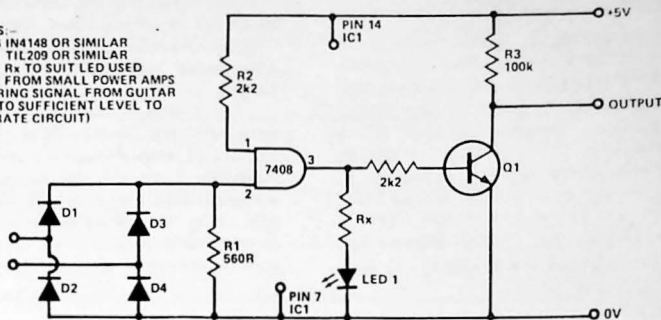 S:–
IN4148 OR SIMILAR
TIL209 OR SIMILAR
Rx TO SUIT LED USED
FROM SMALL POWER AMPS
RING SIGNAL FROM GUITAR
TO SUFFICIENT LEVEL TO
RATE CIRCUIT)
PIN 14
IC1
+5V
R2
2k2
R3
100k
OUTPUT
1
2
3
7408
2k2
Q1
D1
D3
D2
D4
R1
560R
Rx
LED 1
PIN 7
IC1
0V